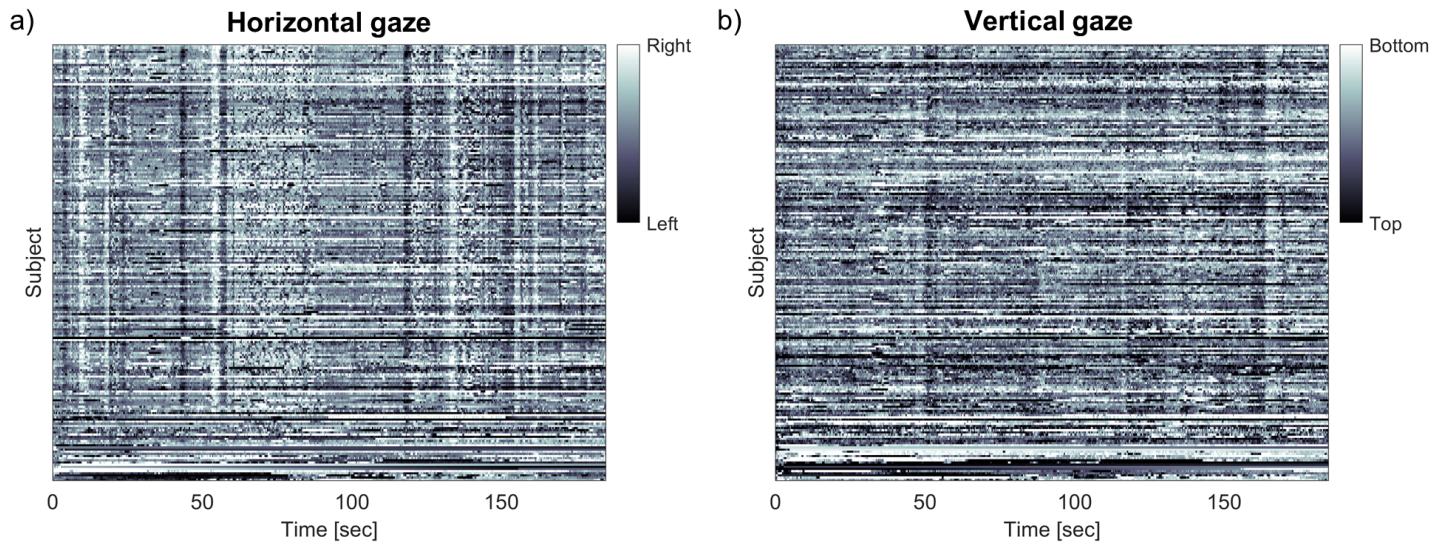 a)
Horizontal gaze
Right
Left
Subject
0 50 100 150
Time [sec]
b)
Vertical gaze
Bottom
Top
Subject
0 50 100 150
Time [sec]